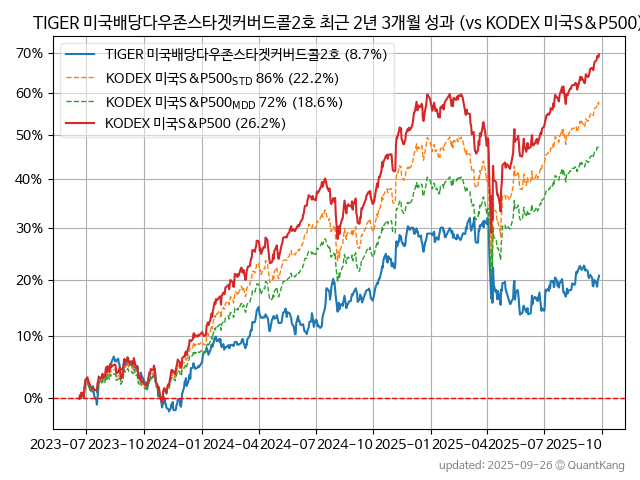 TIGER 미국배당다우존스타겟커버드콜2호 최근 2년 3개월 성과 (vs KODEX 미국S&P500)
TIGER 미국배당다우존스타겟커버드콜2호 (8.7%)
KODEX 미국S&P500STD 86% (22.2%)
KODEX 미국S&P500MDD 72% (18.6%)
KODEX 미국S&P500 (26.2%)
70%
60%
50%
40%
30%
20%
10%
0%
2023-07 2023-10 2024-01 2024-04 2024-07 2024-10 2025-01 2025-04 2025-07 2025-10
updated: 2025-09-26 © QuantKang